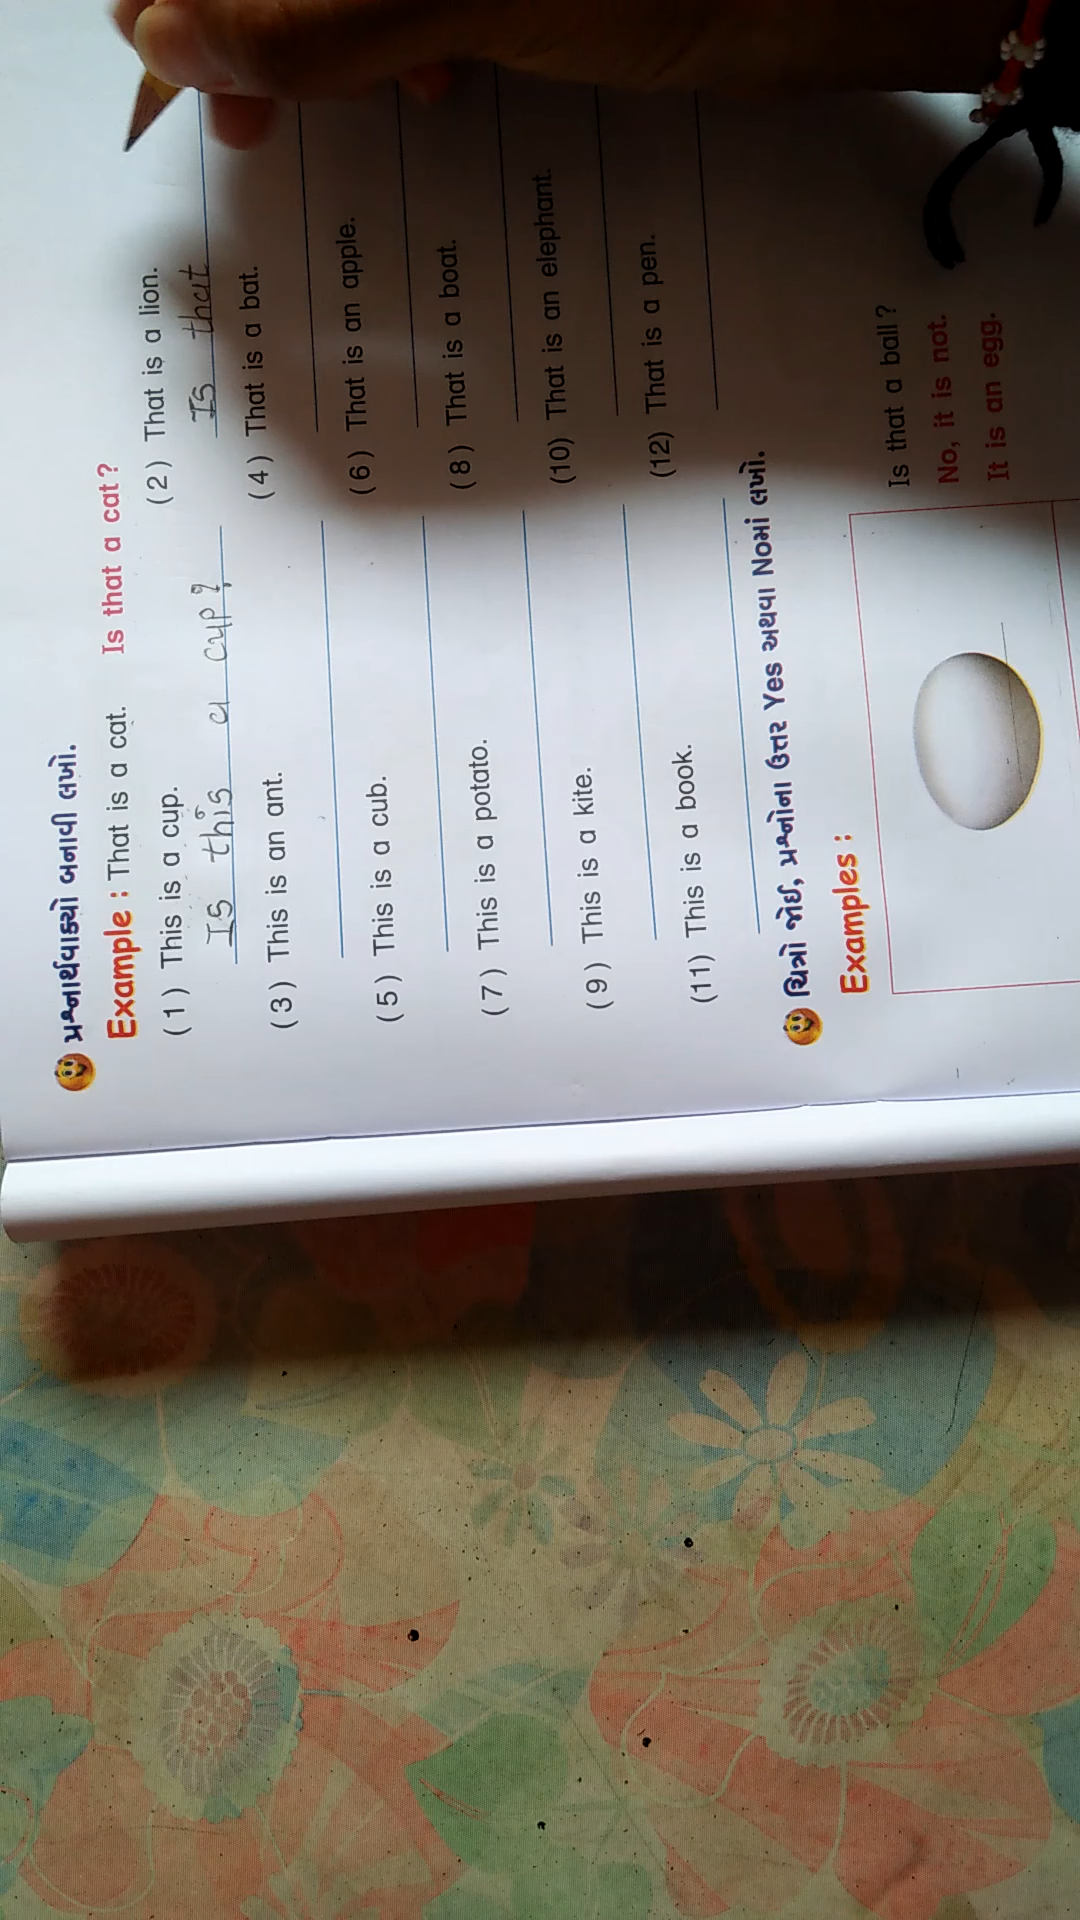 પ્રશ્નાર્થવાક્યો બનાવી લખો.
Example : That is a cat. Is that a cat?
(1) This is a cup. (2) That is a lion.
Is this a cup? Is that
(3) This is an ant. (4) That is a bat.
(5) This is a cub. (6) That is an apple.
(7) This is a potato. (8) That is a boat.
(9) This is a kite. (10) That is an elephant.
(11) This is a book. (12) That is a pen.
ચિત્રો જોઈ, પ્રશ્નોના ઉત્તર Yes અથવા Noમાં લખો.
Examples :
Is that a ball?
No, it is not.
It is an egg.